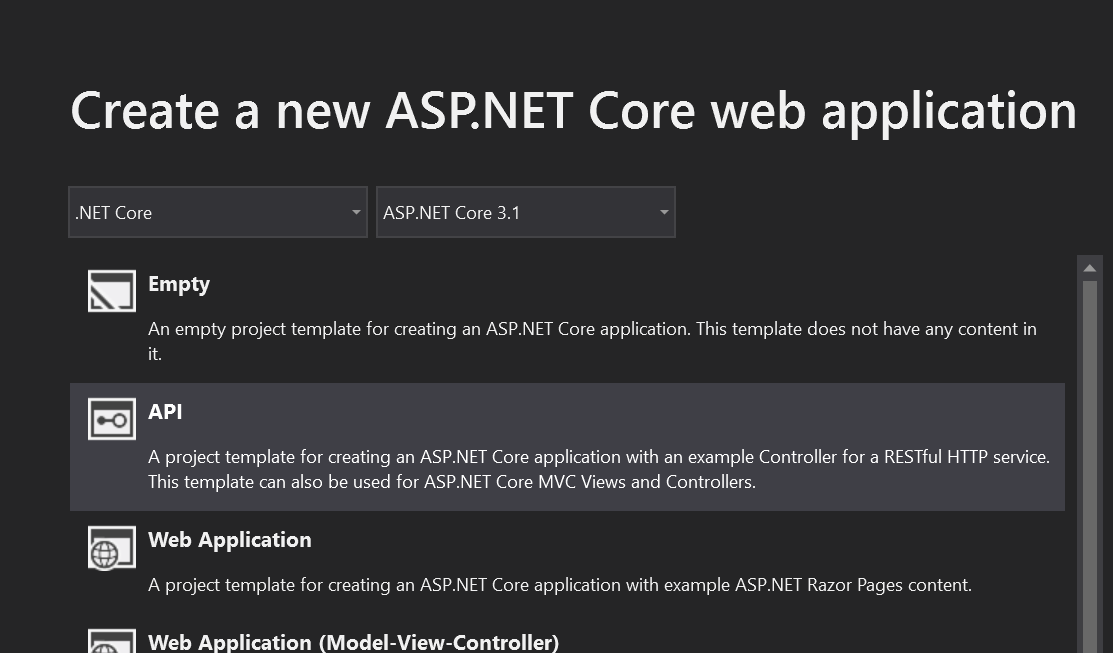 Create a new ASP.NET Core web application
.NET Core
ASP.NET Core 3.1
Empty
An empty project template for creating an ASP.NET Core application. This template does not have any content in
it.
API
A project template for creating an ASP.NET Core application with an example Controller for a RESTful HTTP service.
This template can also be used for ASP.NET Core MVC Views and Controllers.
Web Application
A project template for creating an ASP.NET Core application with example ASP.NET Razor Pages content.
Web Application (Model-View-Controller)